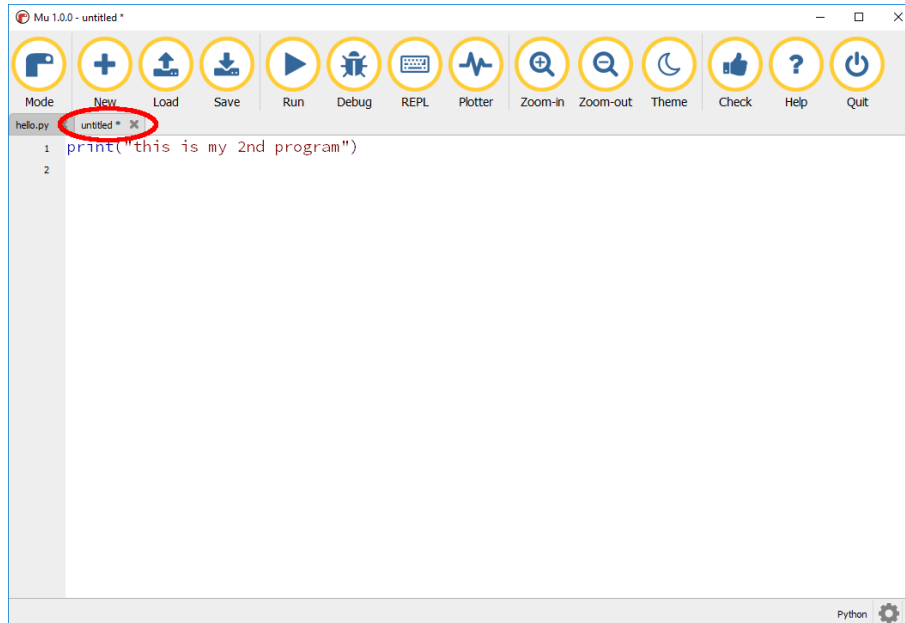 Mu 1.0.0 - untitled *
Mode New Load Save Run Debug REPL Plotter Zoom-in Zoom-out Theme Check Help Quit
hello.py untitled *
1 print("this is my 2nd program")
2
Python